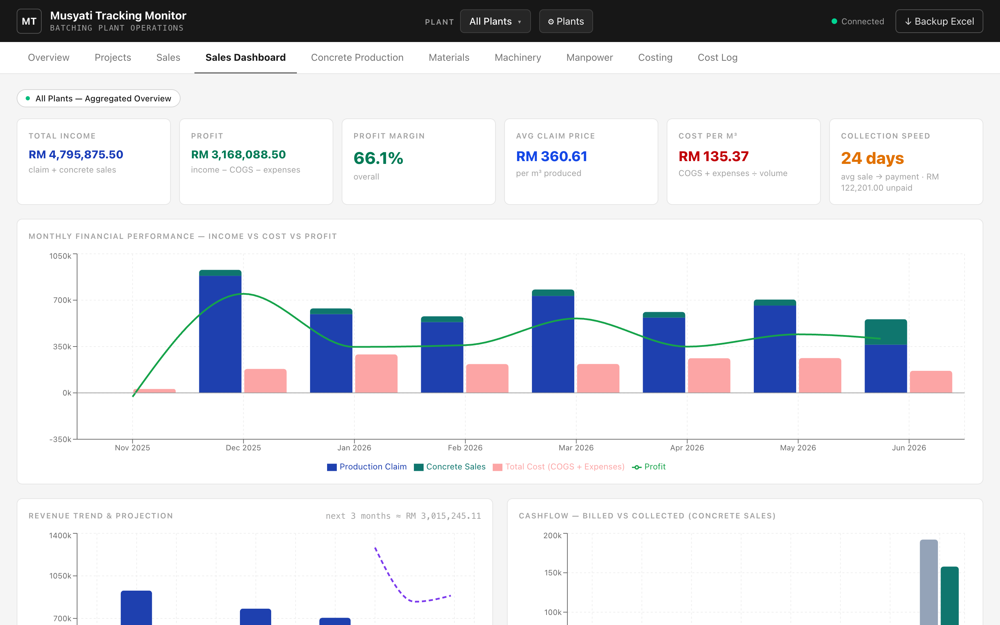 MT
Musyati Tracking Monitor
BATCHING PLANT OPERATIONS
PLANT
All Plants ▾
⚙ Plants
Connected
↓ Backup Excel
Overview
Projects
Sales
Sales Dashboard
Concrete Production
Materials
Machinery
Manpower
Costing
Cost Log
All Plants — Aggregated Overview
TOTAL INCOME
RM 4,795,875.50
claim + concrete sales
PROFIT
RM 3,168,088.50
income – COGS – expenses
PROFIT MARGIN
66.1%
overall
AVG CLAIM PRICE
RM 360.61
per m³ produced
COST PER M³
RM 135.37
COGS + expenses ÷ volume
COLLECTION SPEED
24 days
avg sale → payment · RM
122,201.00 unpaid
MONTHLY FINANCIAL PERFORMANCE — INCOME VS COST VS PROFIT
1050k
700k
350k
0k
-350k
Nov 2025
Dec 2025
Jan 2026
Feb 2026
Mar 2026
Apr 2026
May 2026
Jun 2026
Production Claim
Concrete Sales
Total Cost (COGS + Expenses)
Profit
REVENUE TREND & PROJECTION
next 3 months ≈ RM 3,015,245.11
1400k
1050k
700k
CASHFLOW — BILLED VS COLLECTED (CONCRETE SALES)
200k
150k
100k